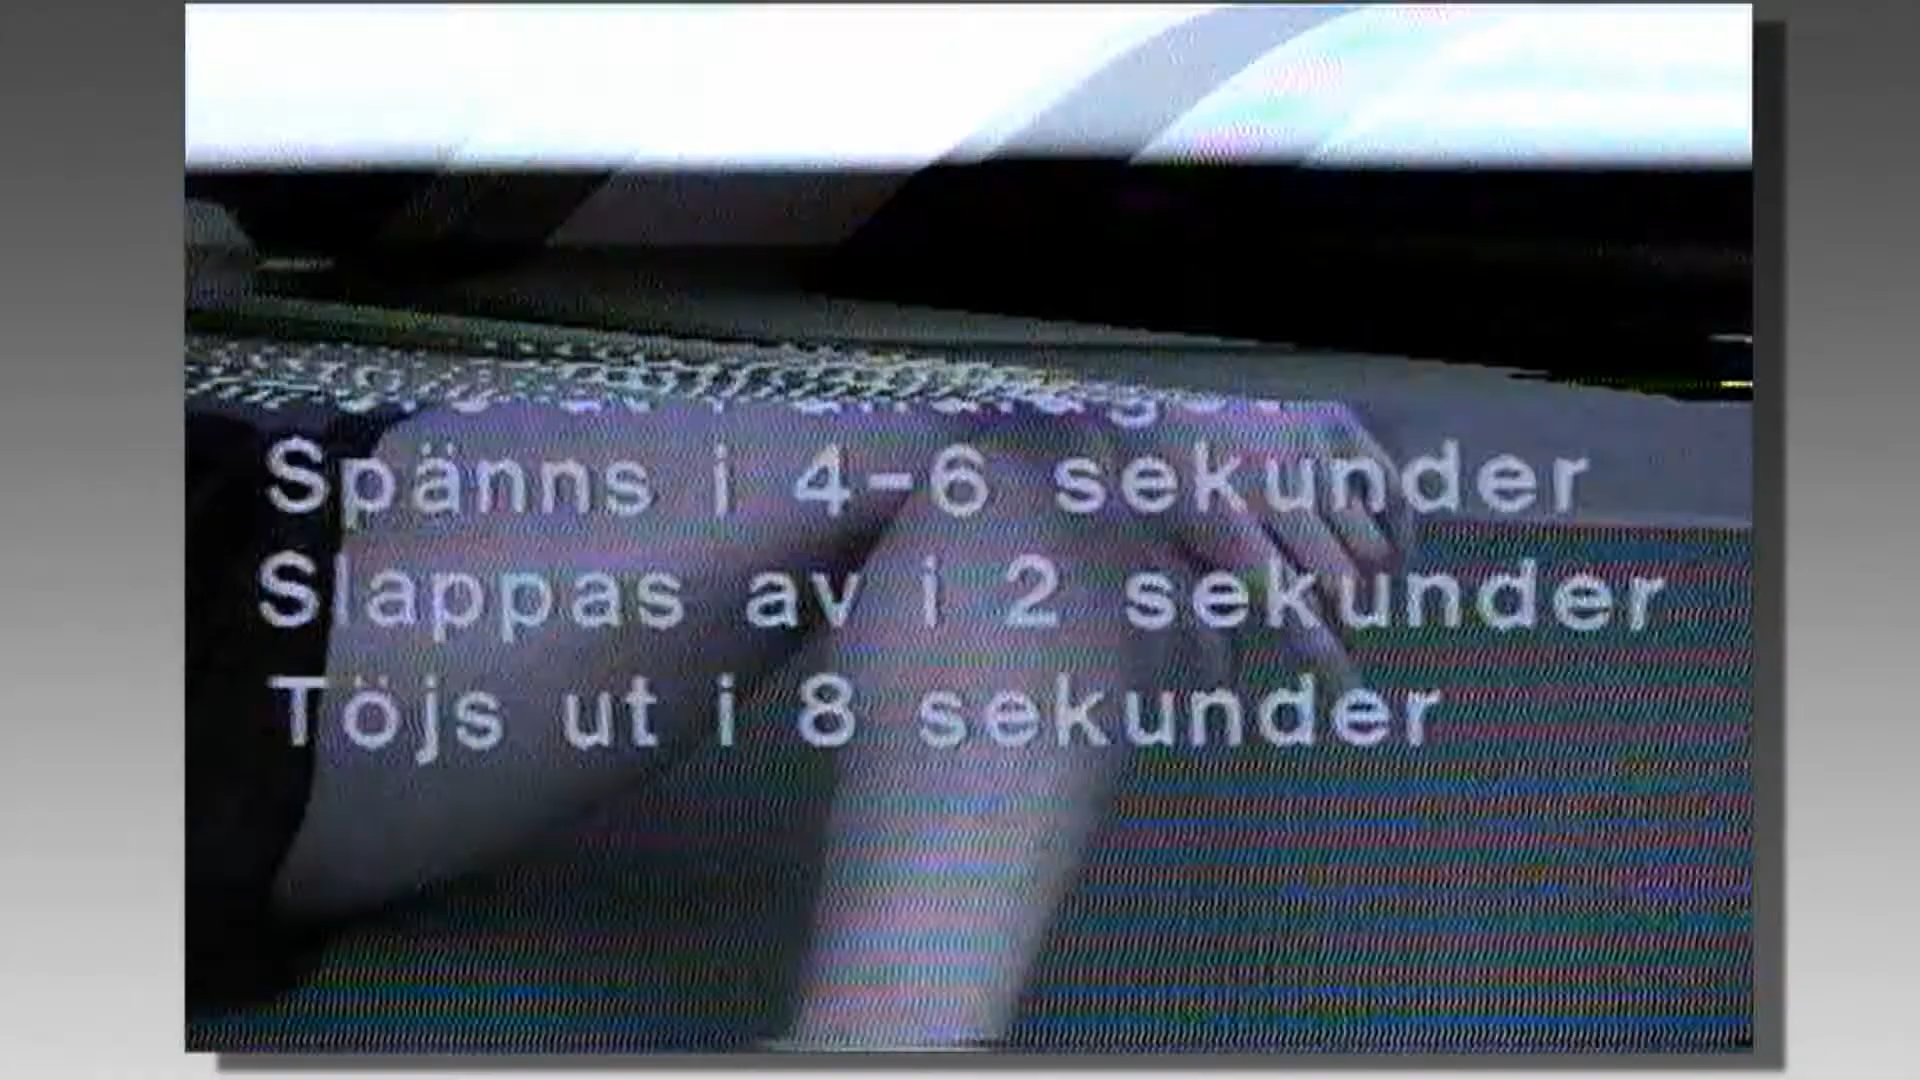 Spänns i 4-6 sekunder
Slappas av i 2 sekunder
Töjs ut i 8 sekunder